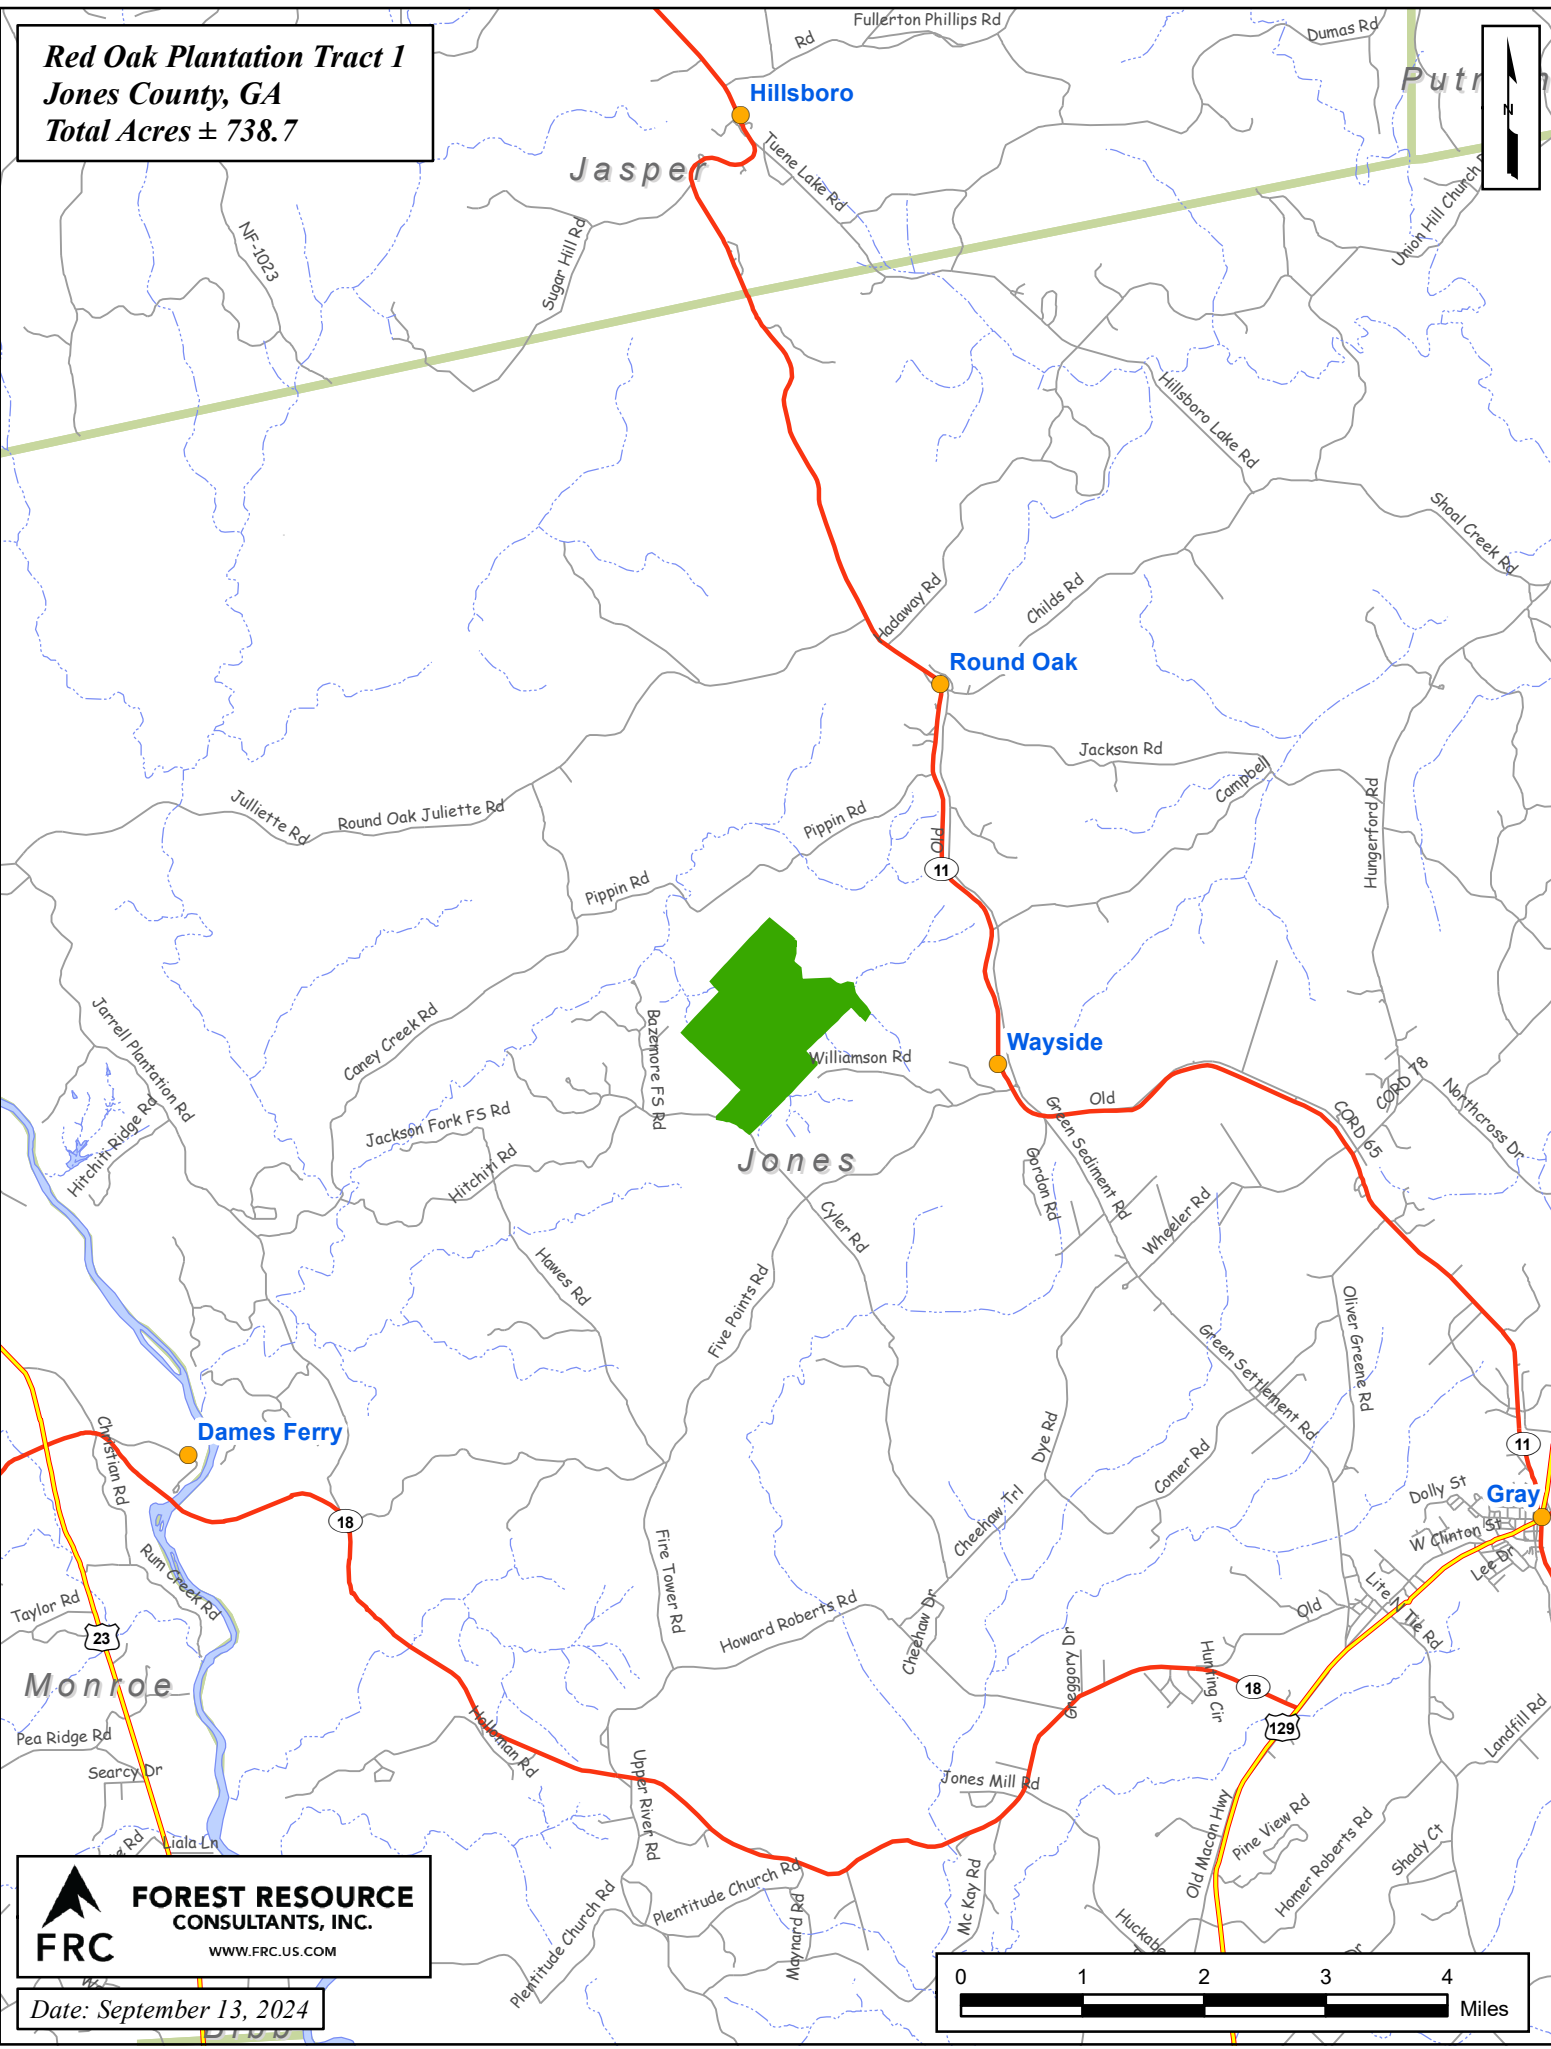 Red Oak Plantation Tract 1
Jones County, GA
Total Acres ± 738.7
Fullerton Phillips Rd
Rd
Dumas Rd
N
Hillsboro
Jasper
Tuene Lake Rd
Union Hill Church
NF-1023
Sugar Hill Rd
Hillsboro Lake Rd
Shoal Creek Rd
Hadaway Rd
Childs Rd
Round Oak
Jackson Rd
Campbell
Hungerford Rd
Julliette Rd
Round Oak Juliette Rd
Pippin Rd
Old
11
Pippin Rd
Jarrell Plantation Rd
Caney Creek Rd
Bazemore FS Rd
Williamson Rd
Wayside
Old
CORD 78
CORD 65
Northcross Dr
Hitchiti Ridge Rd
Jackson Fork FS Rd
Hitchiti Rd
Jones
Green Sediment Rd
Gordon Rd
Wheeler Rd
Cyler Rd
Hawes Rd
Five Points Rd
Oliver Greene Rd
Green Settlement Rd
Dames Ferry
Christian Rd
Dye Rd
Comer Rd
11
Dolly St
Gray
W Clinton St
Lee Dr
18
Cheehaw Trl
Fire Tower Rd
Rum Creek Rd
Taylor Rd
23
Howard Roberts Rd
Cheehaw Dr
Old
Lite N Tie Rd
Monroe
Greggory Dr
Hunting Cir
18
129
Landfill Rd
Pea Ridge Rd
Holloman Rd
Searcy Dr
Upper River Rd
Jones Mill Rd
Old Macon Hwy
Pine View Rd
Homer Roberts Rd
Shady Ct
Rd
Liala Ln
Plentitude Church Rd
Plentitude Church Rd
Maynard Rd
Mc Kay Rd
FRC
FOREST RESOURCE
CONSULTANTS, INC.
WWW.FRC.US.COM
Date: September 13, 2024
0 1 2 3 4
Miles